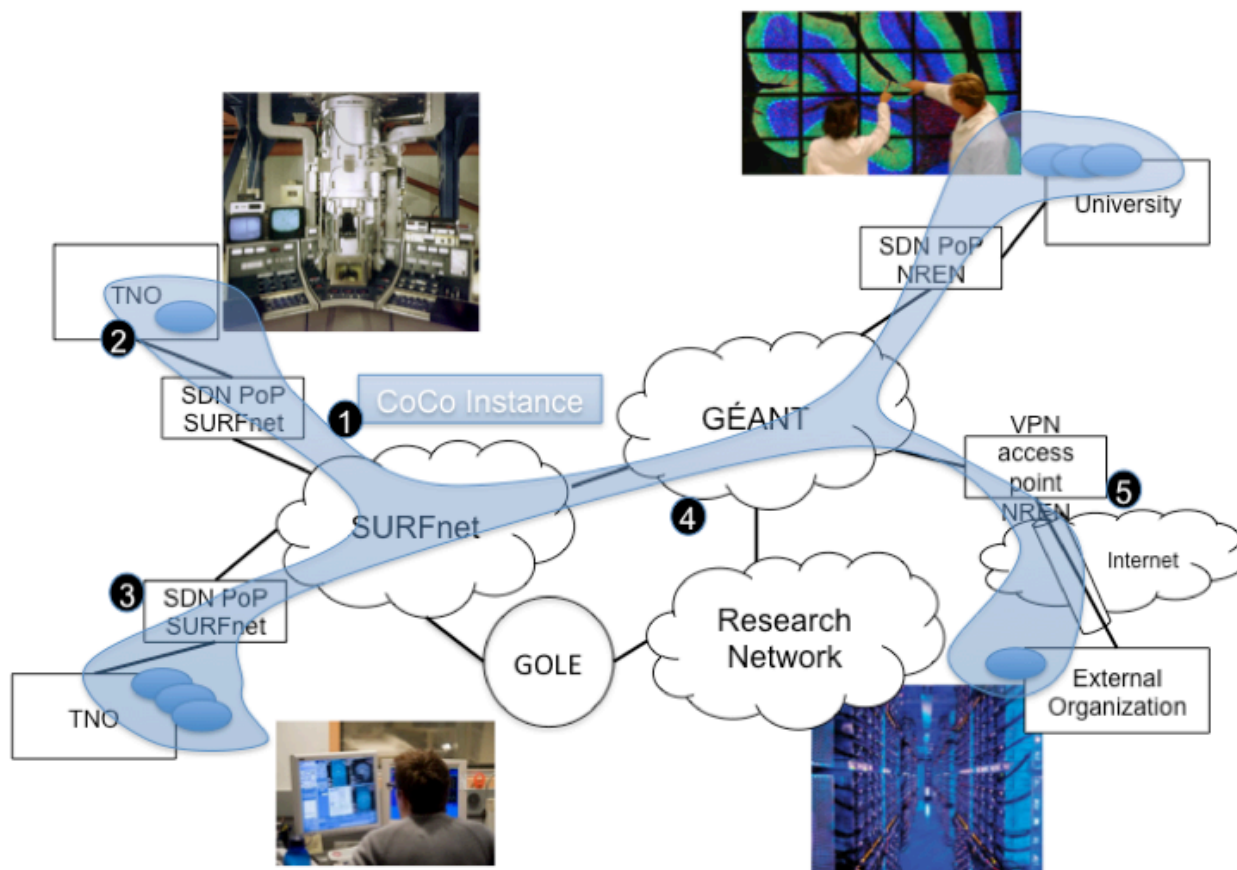 University
SDN PoP
NREN
TNO
2
SDN PoP
SURFnet
1
CoCo Instance
GÉANT
VPN
access
point
NREN
5
SURFnet
4
Internet
3
SDN PoP
SURFnet
GOLE
Research
Network
TNO
External
Organization